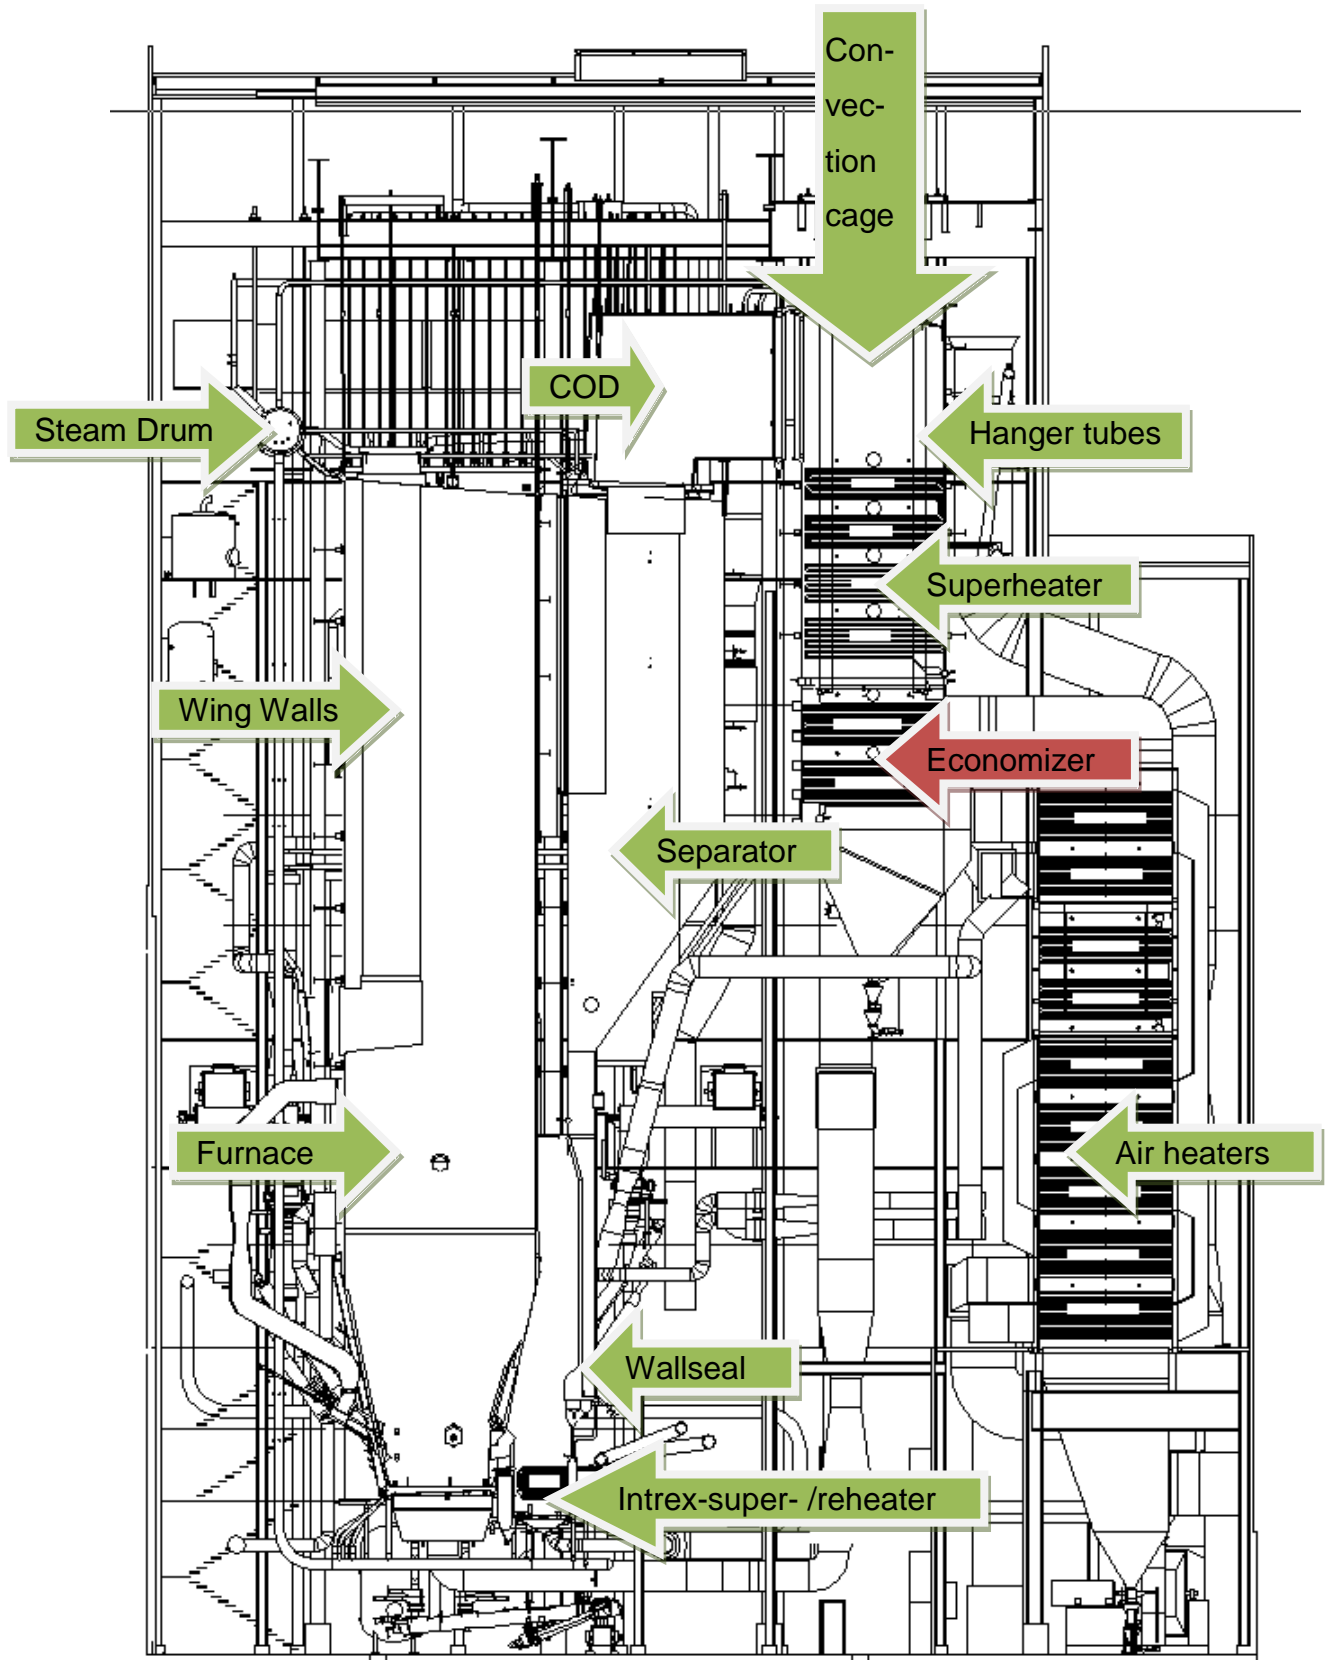 Con-
vec-
tion
cage
COD
Steam Drum
Hanger tubes
Superheater
Wing Walls
Economizer
Separator
Furnace
Air heaters
Wallseal
Intrex-super- /reheater